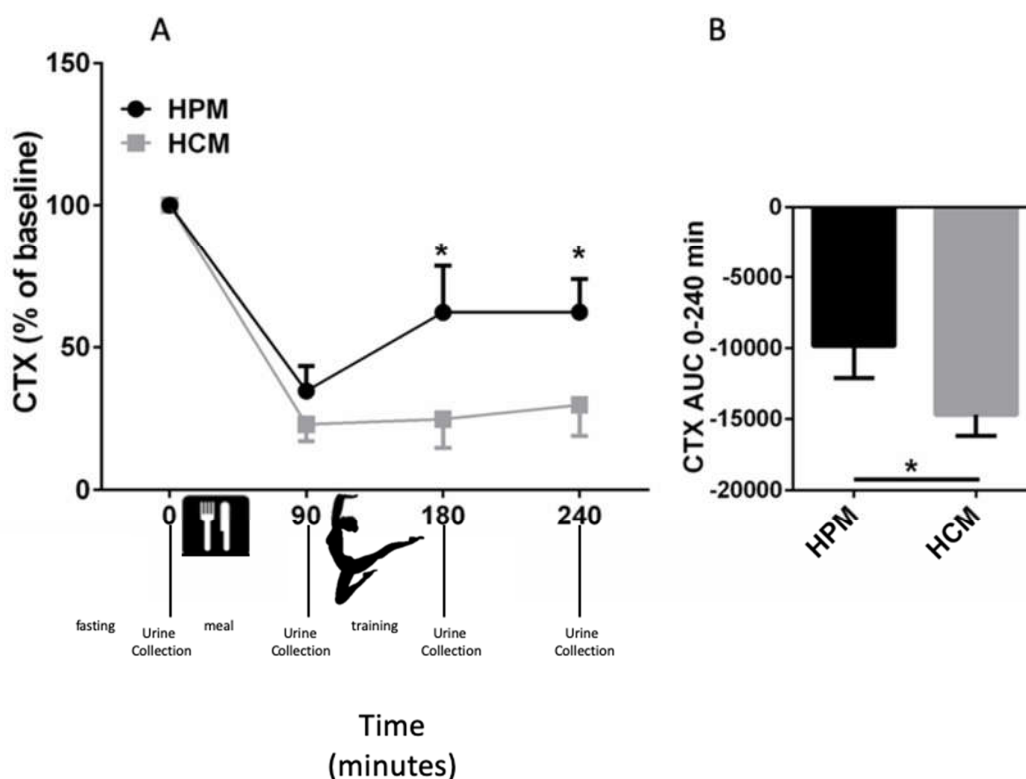 A
B
150
HPM
HCM
100
50
0
CTX (% of baseline)
*
*
0
90
180
240
fasting
Urine
Collection
meal
Urine
Collection
training
Urine
Collection
Urine
Collection
Time
(minutes)
0
-5000
-10000
-15000
-20000
CTX AUC 0-240 min
*
HPM
HCM